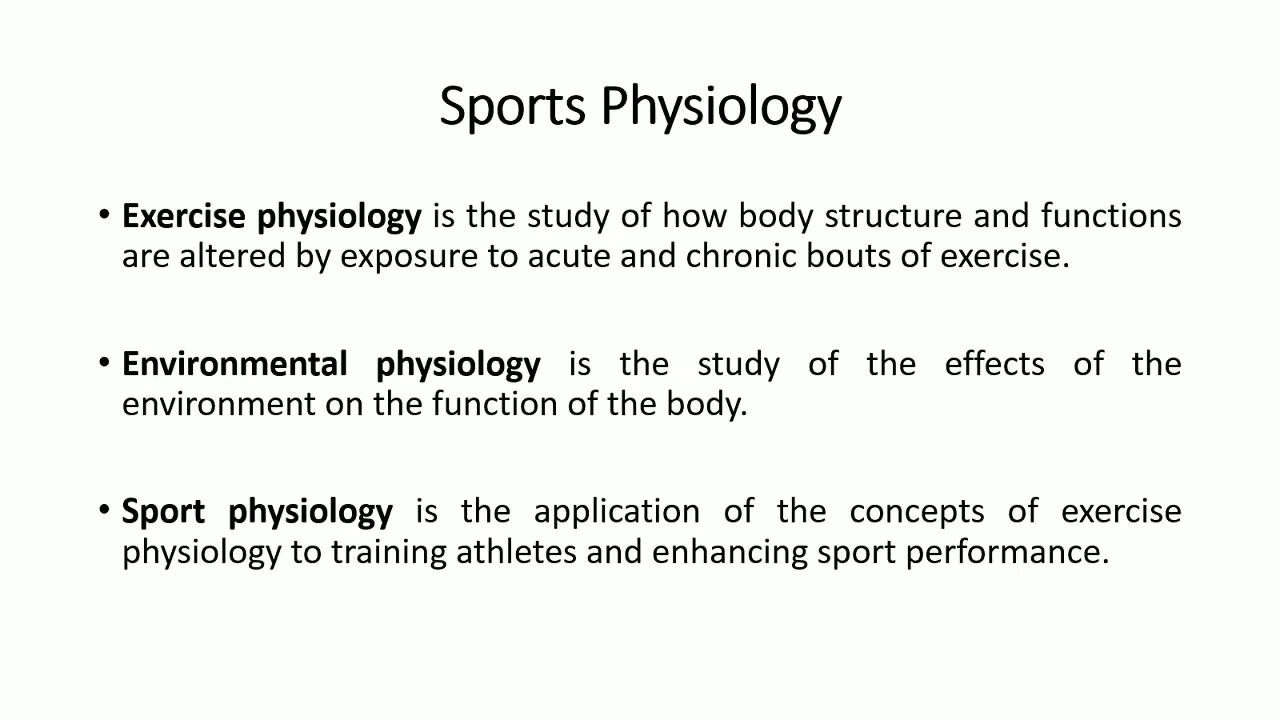 Sports Physiology
• Exercise physiology is the study of how body structure and functions
are altered by exposure to acute and chronic bouts of exercise.
• Environmental physiology is the study of the effects of the
environment on the function of the body.
• Sport physiology is the application of the concepts of exercise
physiology to training athletes and enhancing sport performance.